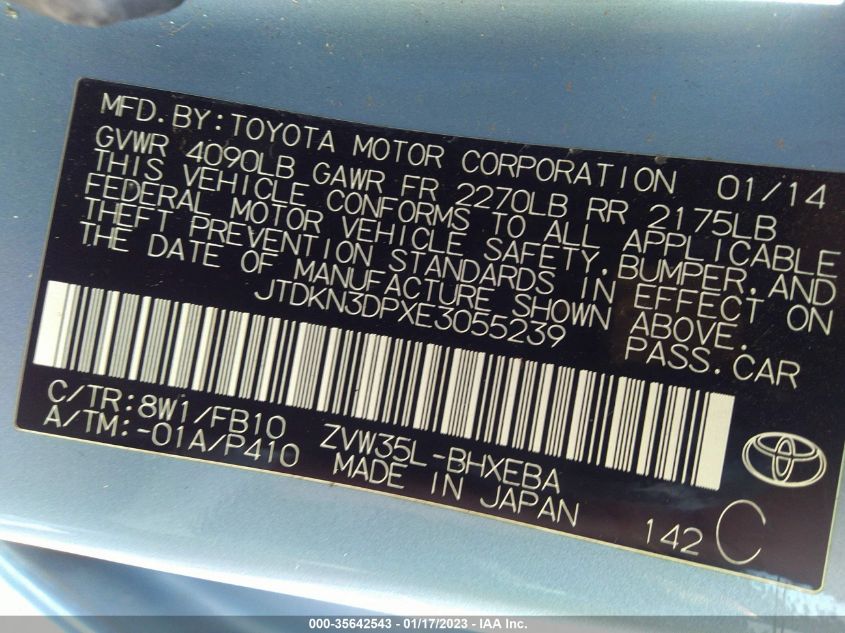 MFD. BY: TOYOTA MOTOR CORPORATION 01/14
GVWR 4090LB GAWR FR 2270LB RR 2175LB
THIS VEHICLE CONFORMS TO ALL APPLICABLE
FEDERAL MOTOR VEHICLE SAFETY, BUMPER, AND
THEFT PREVENTION STANDARDS IN EFFECT ON
THE DATE OF MANUFACTURE SHOWN ABOVE.
JTDKN3DPXE3055239 PASS. CAR
C/TR: 8W1/FB10 ZVW35L-BHXEBA
A/TM: -01A/P410 MADE IN JAPAN
142 C
000-35642543 / 01/17/2023 - IAA Inc.